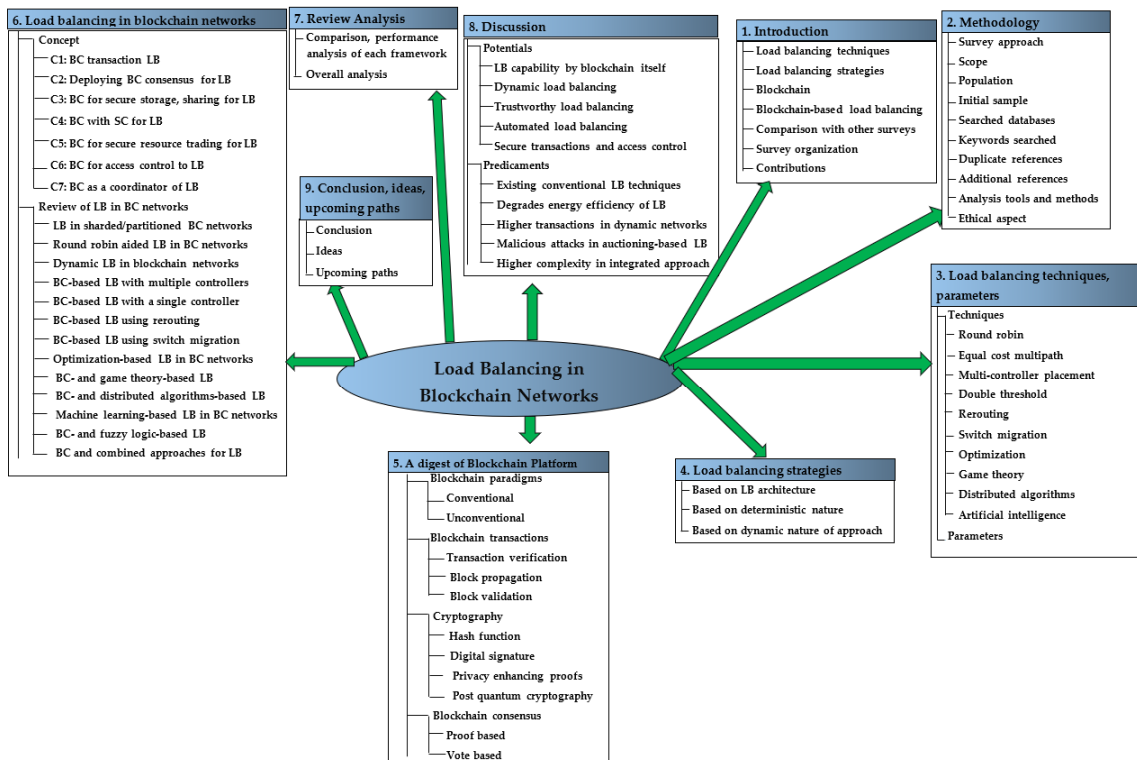 6. Load balancing in blockchain networks
Concept
C1: BC transaction LB
C2: Deploying BC consensus for LB
C3: BC for secure storage, sharing for LB
C4: BC with SC for LB
C5: BC for secure resource trading for LB
C6: BC for access control to LB
C7: BC as a coordinator of LB
Review of LB in BC networks
LB in sharded/partitioned BC networks
Round robin aided LB in BC networks
Dynamic LB in blockchain networks
BC-based LB with multiple controllers
BC-based LB with a single controller
BC-based LB using rerouting
BC-based LB using switch migration
Optimization-based LB in BC networks
BC- and game theory-based LB
BC- and distributed algorithms-based LB
Machine learning-based LB in BC networks
BC- and fuzzy logic-based LB
BC and combined approaches for LB
7. Review Analysis
Comparison, performance
analysis of each framework
Overall analysis
8. Discussion
Potentials
LB capability by blockchain itself
Dynamic load balancing
Trustworthy load balancing
Automated load balancing
Secure transactions and access control
Predicaments
Existing conventional LB techniques
Degrades energy efficiency of LB
Higher transactions in dynamic networks
Malicious attacks in auctioning-based LB
Higher complexity in integrated approach
1. Introduction
Load balancing techniques
Load balancing strategies
Blockchain
Blockchain-based load balancing
Comparison with other surveys
Survey organization
Contributions
2. Methodology
Survey approach
Scope
Population
Initial sample
Searched databases
Keywords searched
Duplicate references
Additional references
Analysis tools and methods
Ethical aspect
9. Conclusion, ideas,
upcoming paths
Conclusion
Ideas
Upcoming paths
3. Load balancing techniques,
parameters
Techniques
Round robin
Equal cost multipath
Multi-controller placement
Double threshold
Rerouting
Switch migration
Optimization
Game theory
Distributed algorithms
Artificial intelligence
Parameters
Load Balancing in
Blockchain Networks
5. A digest of Blockchain Platform
Blockchain paradigms
Conventional
Unconventional
Blockchain transactions
Transaction verification
Block propagation
Block validation
Cryptography
Hash function
Digital signature
Privacy enhancing proofs
Post quantum cryptography
Blockchain consensus
Proof based
Vote based
4. Load balancing strategies
Based on LB architecture
Based on deterministic nature
Based on dynamic nature of approach